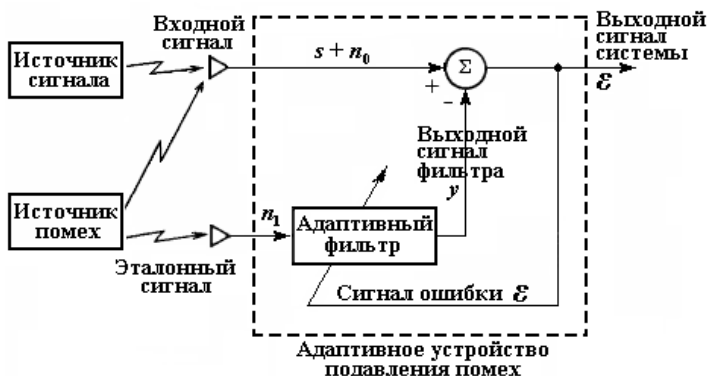 Входной
сигнал
Источник
сигнала
s + n₀
Σ
+
−
Выходной
сигнал
системы
ε
Выходной
сигнал
фильтра
y
Источник
помех
n₁
Адаптивный
фильтр
Эталонный
сигнал
Сигнал ошибки ε
Адаптивное устройство
подавления помех